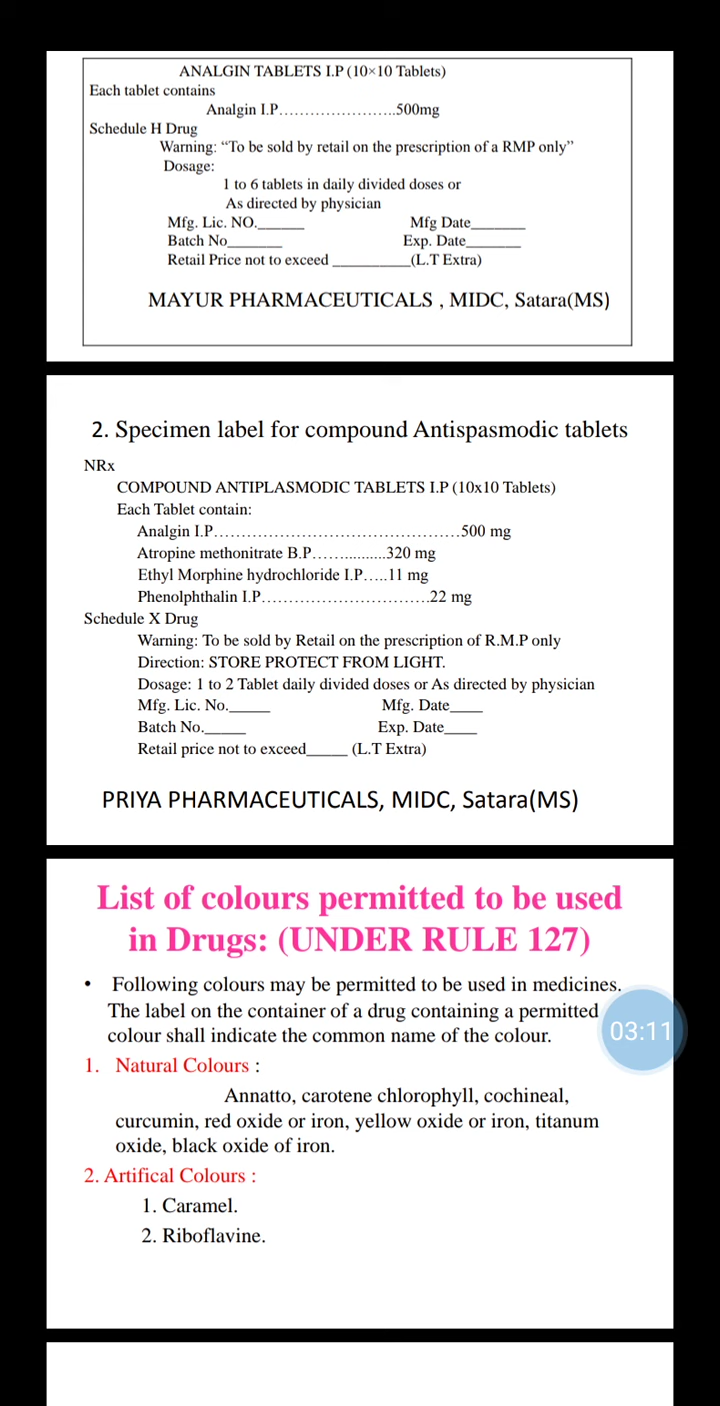 ANALGIN TABLETS I.P (10×10 Tablets)
Each tablet contains
Analgin I.P.......................500mg
Schedule H Drug
Warning: “To be sold by retail on the prescription of a RMP only”
Dosage:
1 to 6 tablets in daily divided doses or
As directed by physician
Mfg. Lic. NO.______ Mfg Date_______
Batch No_______ Exp. Date_______
Retail Price not to exceed __________(L.T Extra)
MAYUR PHARMACEUTICALS , MIDC, Satara(MS)
2. Specimen label for compound Antispasmodic tablets
NRx
COMPOUND ANTIPLASMODIC TABLETS I.P (10x10 Tablets)
Each Tablet contain:
Analgin I.P.............................................500 mg
Atropine methonitrate B.P...............320 mg
Ethyl Morphine hydrochloride I.P.....11 mg
Phenolphthalin I.P...............................22 mg
Schedule X Drug
Warning: To be sold by Retail on the prescription of R.M.P only
Direction: STORE PROTECT FROM LIGHT.
Dosage: 1 to 2 Tablet daily divided doses or As directed by physician
Mfg. Lic. No._____ Mfg. Date____
Batch No._____ Exp. Date____
Retail price not to exceed_____ (L.T Extra)
PRIYA PHARMACEUTICALS, MIDC, Satara(MS)
List of colours permitted to be used
in Drugs: (UNDER RULE 127)
• Following colours may be permitted to be used in medicines.
The label on the container of a drug containing a permitted
colour shall indicate the common name of the colour.
03:11
1. Natural Colours :
Annatto, carotene chlorophyll, cochineal,
curcumin, red oxide or iron, yellow oxide or iron, titanum
oxide, black oxide of iron.
2. Artifical Colours :
1. Caramel.
2. Riboflavine.